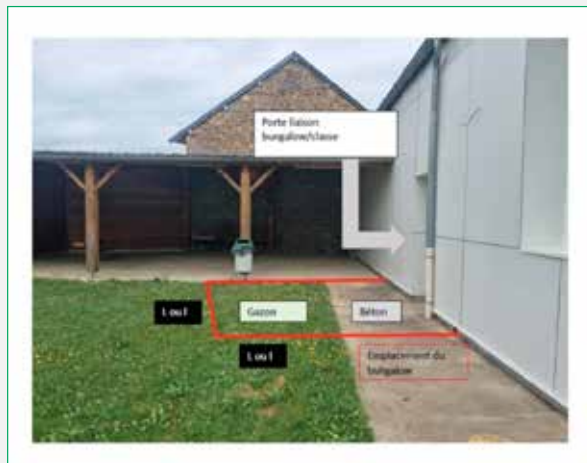 Porte liaison
bungalow/classe
L ou l
Gazon
Béton
L ou l
Emplacement du
bungalow